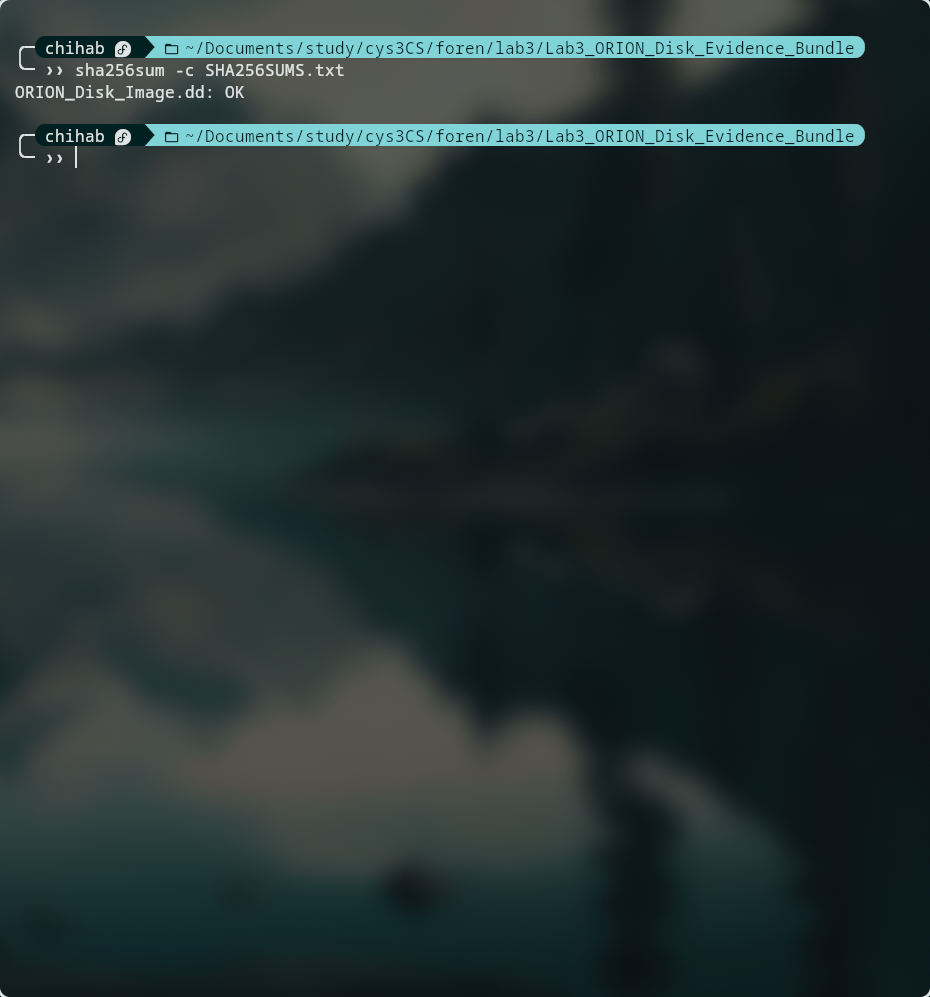 chihab ~/Documents/study/cys3CS/foren/lab3/Lab3_ORION_Disk_Evidence_Bundle
❯❯ sha256sum -c SHA256SUMS.txt
ORION_Disk_Image.dd: OK
chihab ~/Documents/study/cys3CS/foren/lab3/Lab3_ORION_Disk_Evidence_Bundle
❯❯